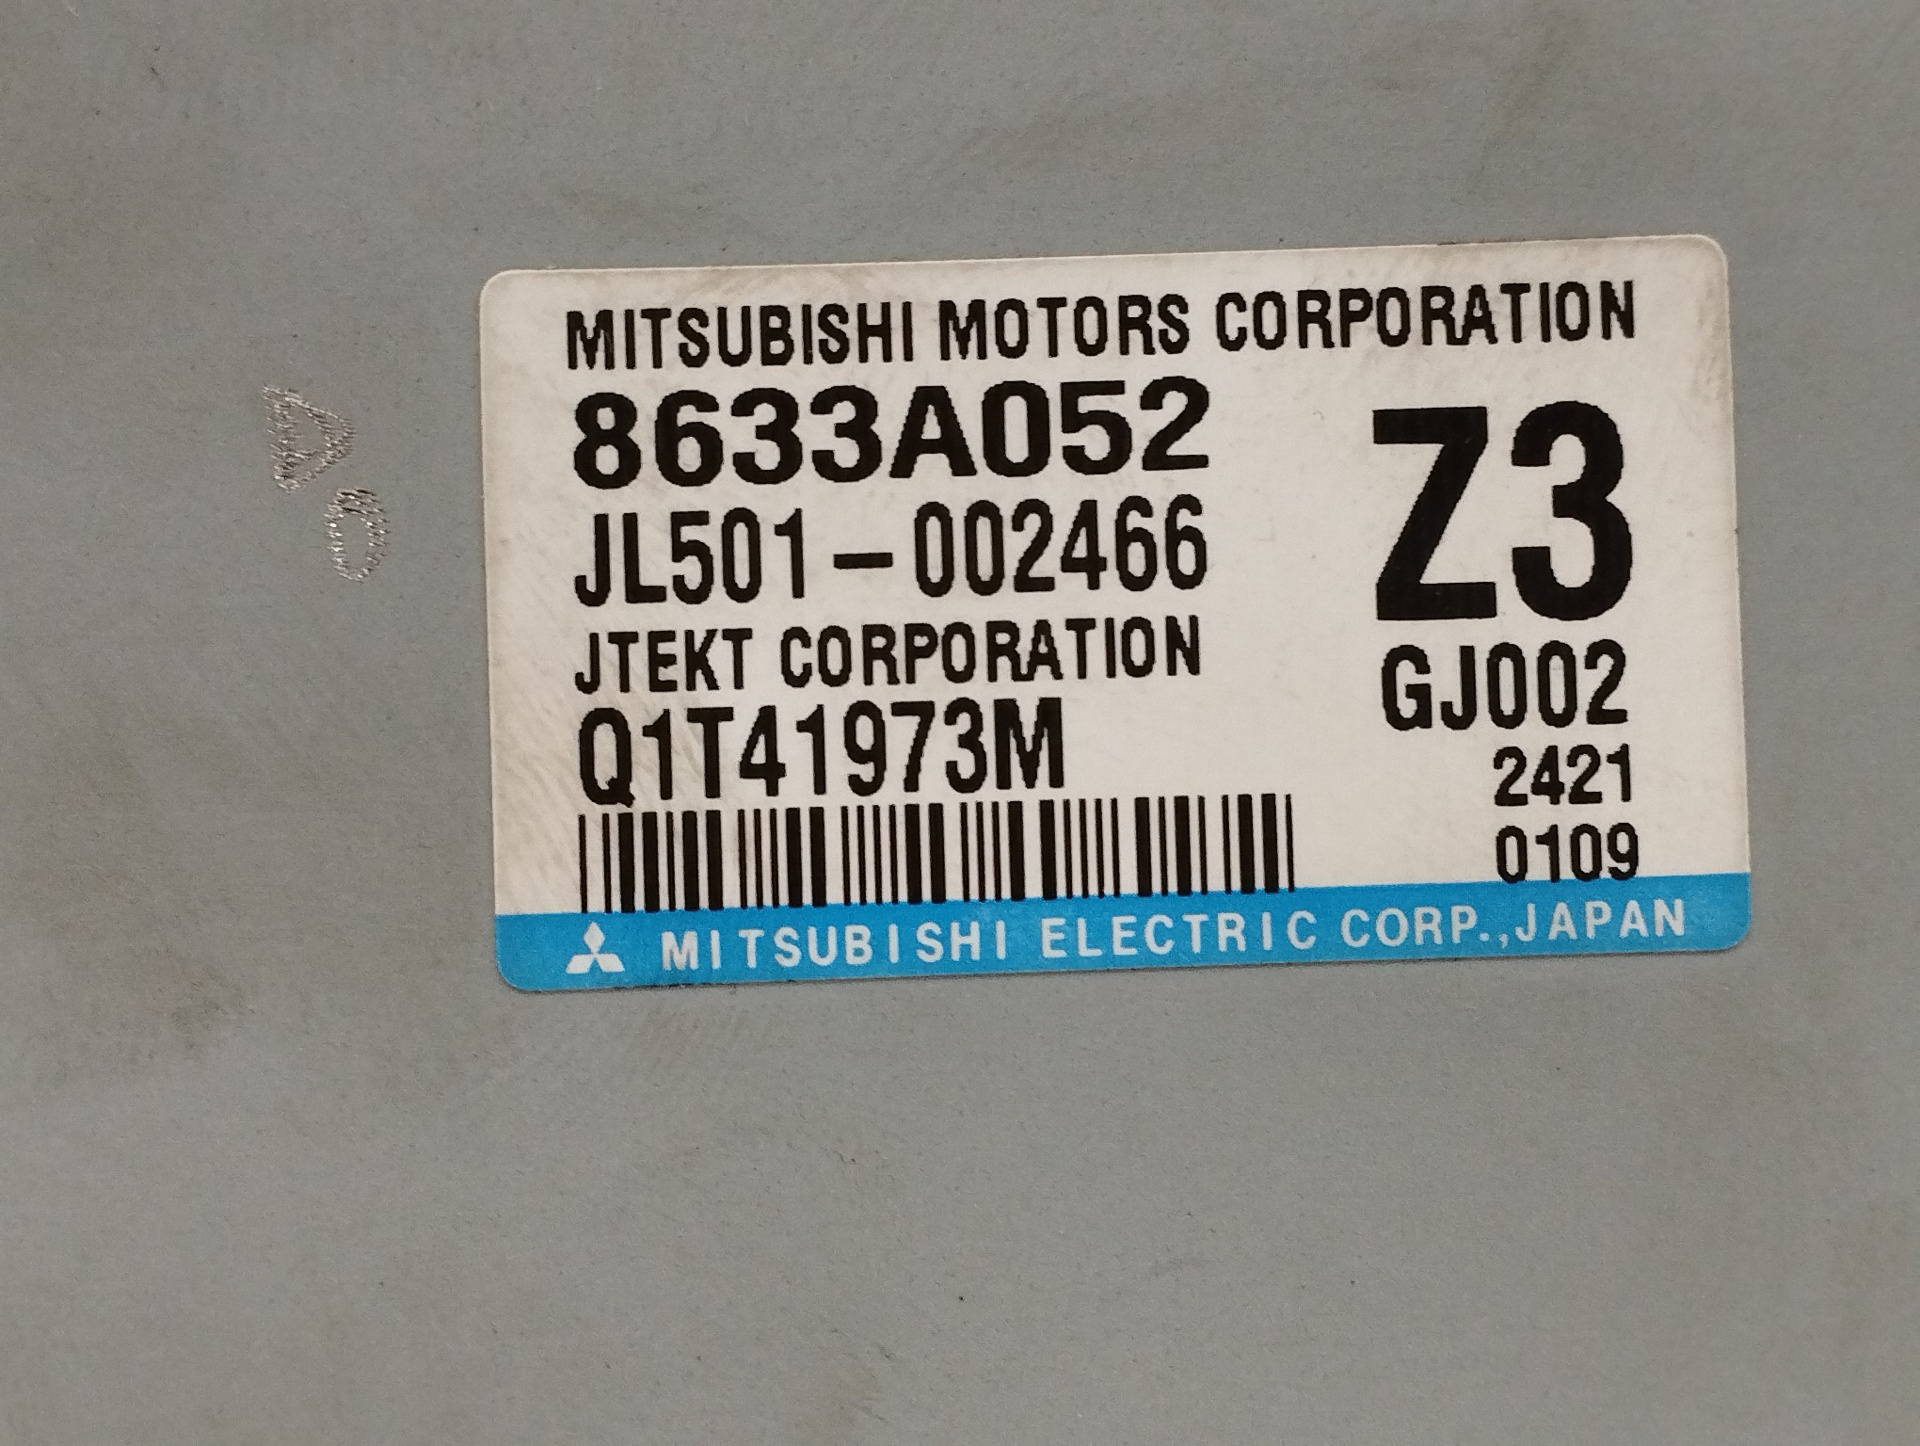 MITSUBISHI MOTORS CORPORATION
8633A052
Z3
JL501-002466
JTEKT CORPORATION
GJ002
Q1T41973M
2421
0109
MITSUBISHI ELECTRIC CORP.,JAPAN